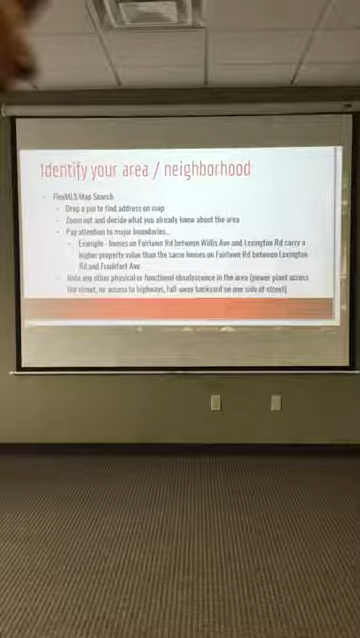 Identify your area / neighborhood
FlexMLS Map Search
Drop a pin to find address on map
Zoom out and decide what you already know about the area
Pay attention to major boundaries...
Example - homes on Fairlawn Rd between Willis Ave and Lexington Rd carry a
higher property value than the same homes on Fairlawn Rd between Lexington
Rd and Frankfort Ave
Note any other physical or functional obsolescence in the area (power plant across
the street, no access to highways, fall-away backyard on one side of street)